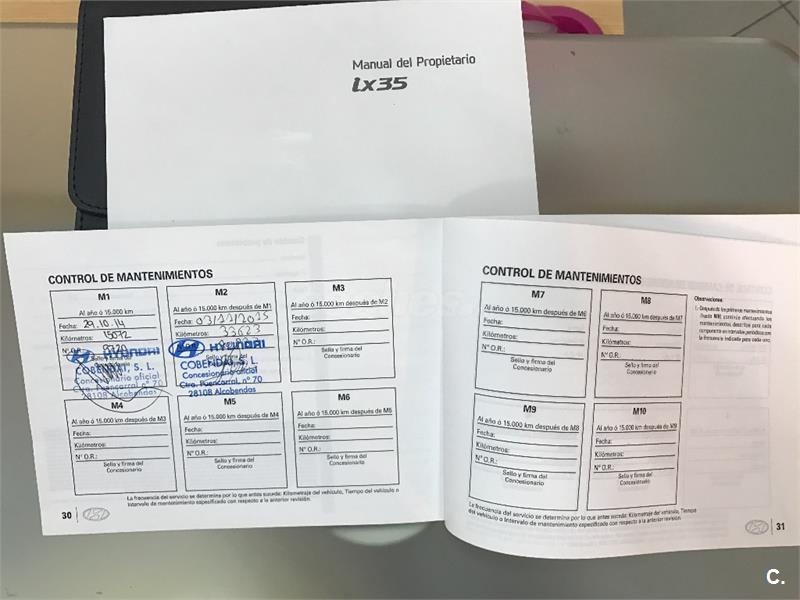 Manual del Propietario
ix35
CONTROL DE MANTENIMIENTOS
M1
Al año ó 15.000 km
Fecha: 29.10.14
Kilómetros: 15072
Nº O.R.:
HYUNDAI
COBENDAI, S. L.
Concesionario oficial
Ctra. Fuencarral, nº 70
28108 Alcobendas
M2
Al año ó 15.000 km después de M1
Fecha: 03/11/2015
Kilómetros: 33623
HYUNDAI
COBENDAI, S. L.
Concesionario oficial
Ctra. Fuencarral, nº 70
28108 Alcobendas
M3
Al año ó 15.000 km después de M2
Fecha:
Kilómetros:
Nº O.R.:
Sello y firma del
Concesionario
M4
Al año ó 15.000 km después de M3
Fecha:
Kilómetros:
Nº O.R.:
Sello y firma del
Concesionario
M5
Al año ó 15.000 km después de M4
Fecha:
Kilómetros:
Nº O.R.:
Sello y firma del
Concesionario
M6
Al año ó 15.000 km después de M5
Fecha:
Kilómetros:
Nº O.R.:
Sello y firma del
Concesionario
La frecuencia del servicio se determina por lo que antes suceda: Kilometraje del vehículo, Tiempo del vehículo o
Intervalo de mantenimiento especificado con respecto a la anterior revisión.
30
CONTROL DE MANTENIMIENTOS
M7
Al año ó 15.000 km después de M6
Fecha:
Kilómetros:
Nº O.R.:
Sello y firma del
Concesionario
M8
Al año ó 15.000 km después de M7
Fecha:
Kilómetros:
Nº O.R.:
Sello y firma del
Concesionario
Observaciones:
M9
Al año ó 15.000 km después de M8
Fecha:
Kilómetros:
Nº O.R.:
Sello y firma del
Concesionario
M10
Al año ó 15.000 km después de M9
Fecha:
Kilómetros:
Nº O.R.:
Sello y firma del
Concesionario
La frecuencia del servicio se determina por lo que antes suceda: Kilometraje del vehículo, Tiempo
del vehículo o Intervalo de mantenimiento especificado con respecto a la anterior revisión.
31
C.